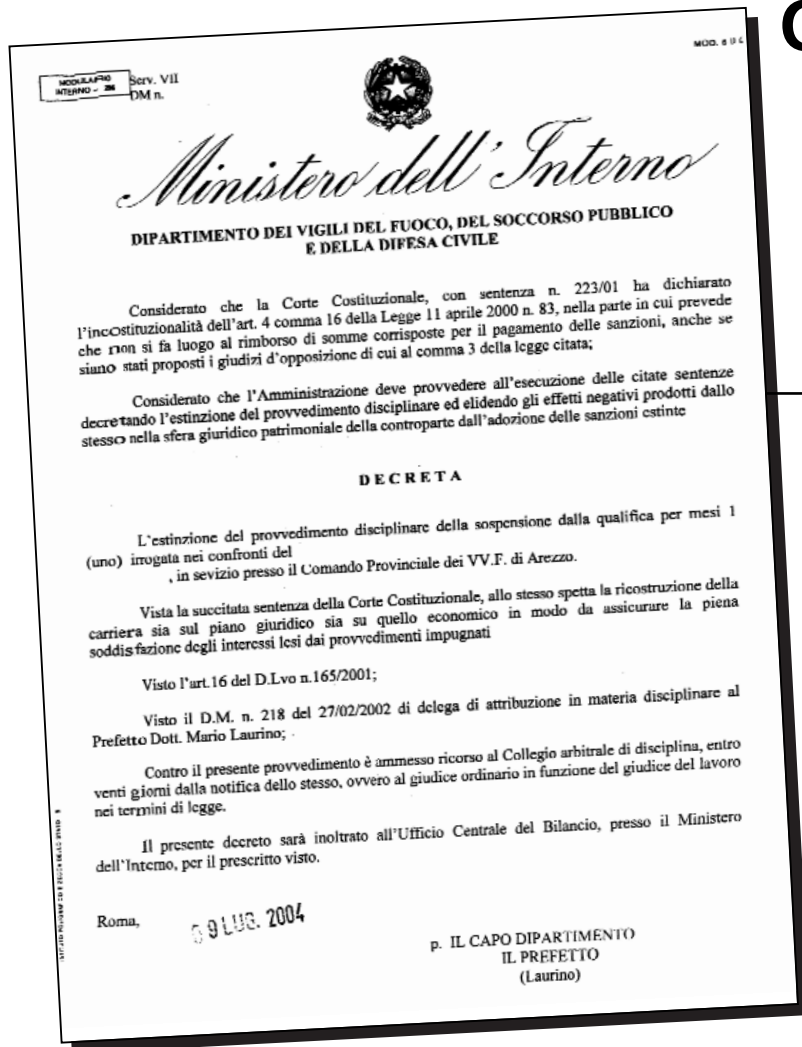 MODULARIO
INTERNO - 256
Serv. VII
DM n.
MOD. 6 U C
Ministero dell'Interno
DIPARTIMENTO DEI VIGILI DEL FUOCO, DEL SOCCORSO PUBBLICO
E DELLA DIFESA CIVILE
Considerato che la Corte Costituzionale, con sentenza n. 223/01 ha dichiarato
l'incostituzionalità dell'art. 4 comma 16 della Legge 11 aprile 2000 n. 83, nella parte in cui prevede
che non si fa luogo al rimborso di somme corrisposte per il pagamento delle sanzioni, anche se
siano stati proposti i giudizi d'opposizione di cui al comma 3 della legge citata;
Considerato che l'Amministrazione deve provvedere all'esecuzione delle citate sentenze
decretando l'estinzione del provvedimento disciplinare ed elidendo gli effetti negativi prodotti dallo
stesso nella sfera giuridico patrimoniale della controparte dall'adozione delle sanzioni estinte
DECRETA
L'estinzione del provvedimento disciplinare della sospensione dalla qualifica per mesi 1
(uno) irrogata nei confronti del
, in sevizio presso il Comando Provinciale dei VV.F. di Arezzo.
Vista la succitata sentenza della Corte Costituzionale, allo stesso spetta la ricostruzione della
carriera sia sul piano giuridico sia su quello economico in modo da assicurare la piena
soddisfazione degli interessi lesi dai provvedimenti impugnati
Visto l'art.16 del D.Lvo n.165/2001;
Visto il D.M. n. 218 del 27/02/2002 di delega di attribuzione in materia disciplinare al
Prefetto Dott. Mario Laurino;
Contro il presente provvedimento è ammesso ricorso al Collegio arbitrale di disciplina, entro
venti giorni dalla notifica dello stesso, ovvero al giudice ordinario in funzione del giudice del lavoro
nei termini di legge.
Il presente decreto sarà inoltrato all'Ufficio Centrale del Bilancio, presso il Ministero
dell'Interno, per il prescritto visto.
Roma,
09 LUG. 2004
p. IL CAPO DIPARTIMENTO
IL PREFETTO
(Laurino)